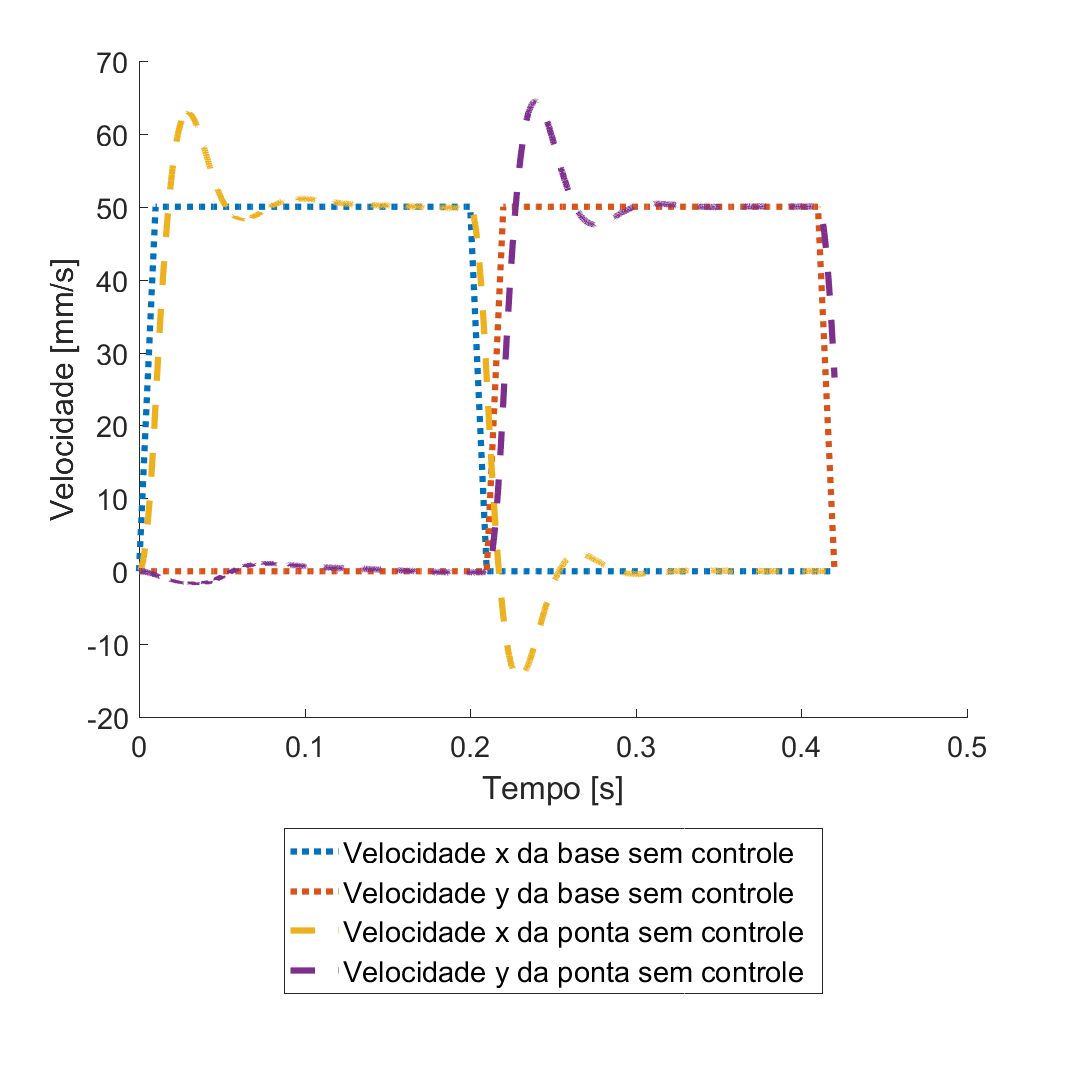 70
60
50
40
30
20
10
0
-10
-20
Velocidade [mm/s]
0 0.1 0.2 0.3 0.4 0.5
Tempo [s]
Velocidade x da base sem controle
Velocidade y da base sem controle
Velocidade x da ponta sem controle
Velocidade y da ponta sem controle